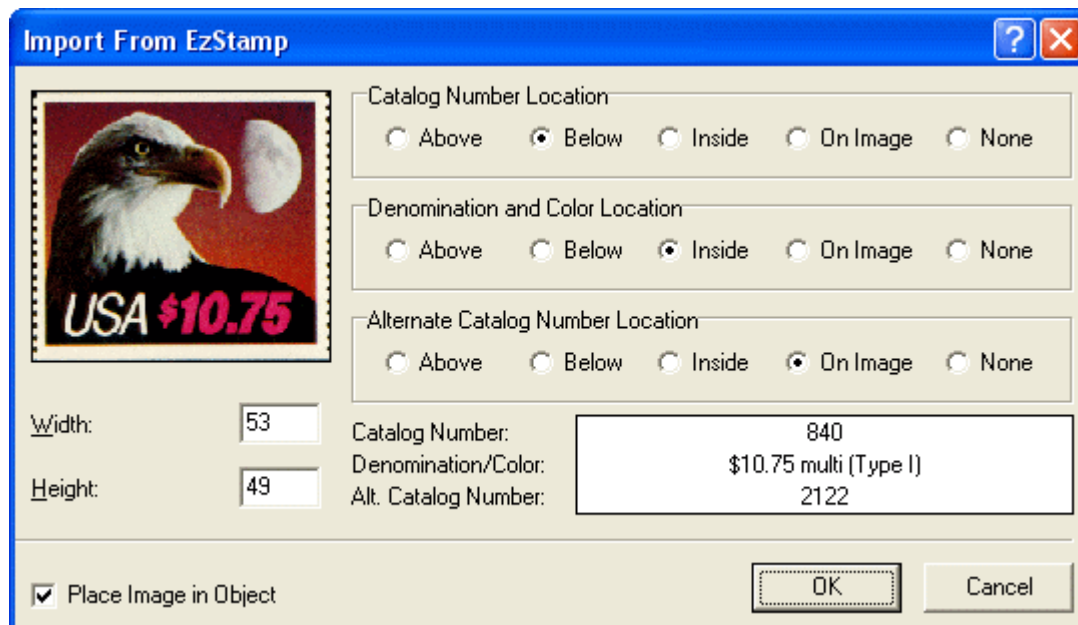 Import From EzStamp
?
USA $10.75
Catalog Number Location
Above Below Inside On Image None
Denomination and Color Location
Above Below Inside On Image None
Alternate Catalog Number Location
Above Below Inside On Image None
Width: 53
Height: 49
Catalog Number: 840
Denomination/Color: $10.75 multi (Type I)
Alt. Catalog Number: 2122
Place Image in Object
OK
Cancel